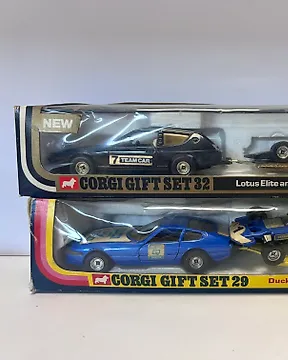 NEW
7 TEAM CAR
CORGI GIFT SET 32
Lotus Elite an
CORGI GIFT SET 29
Duck